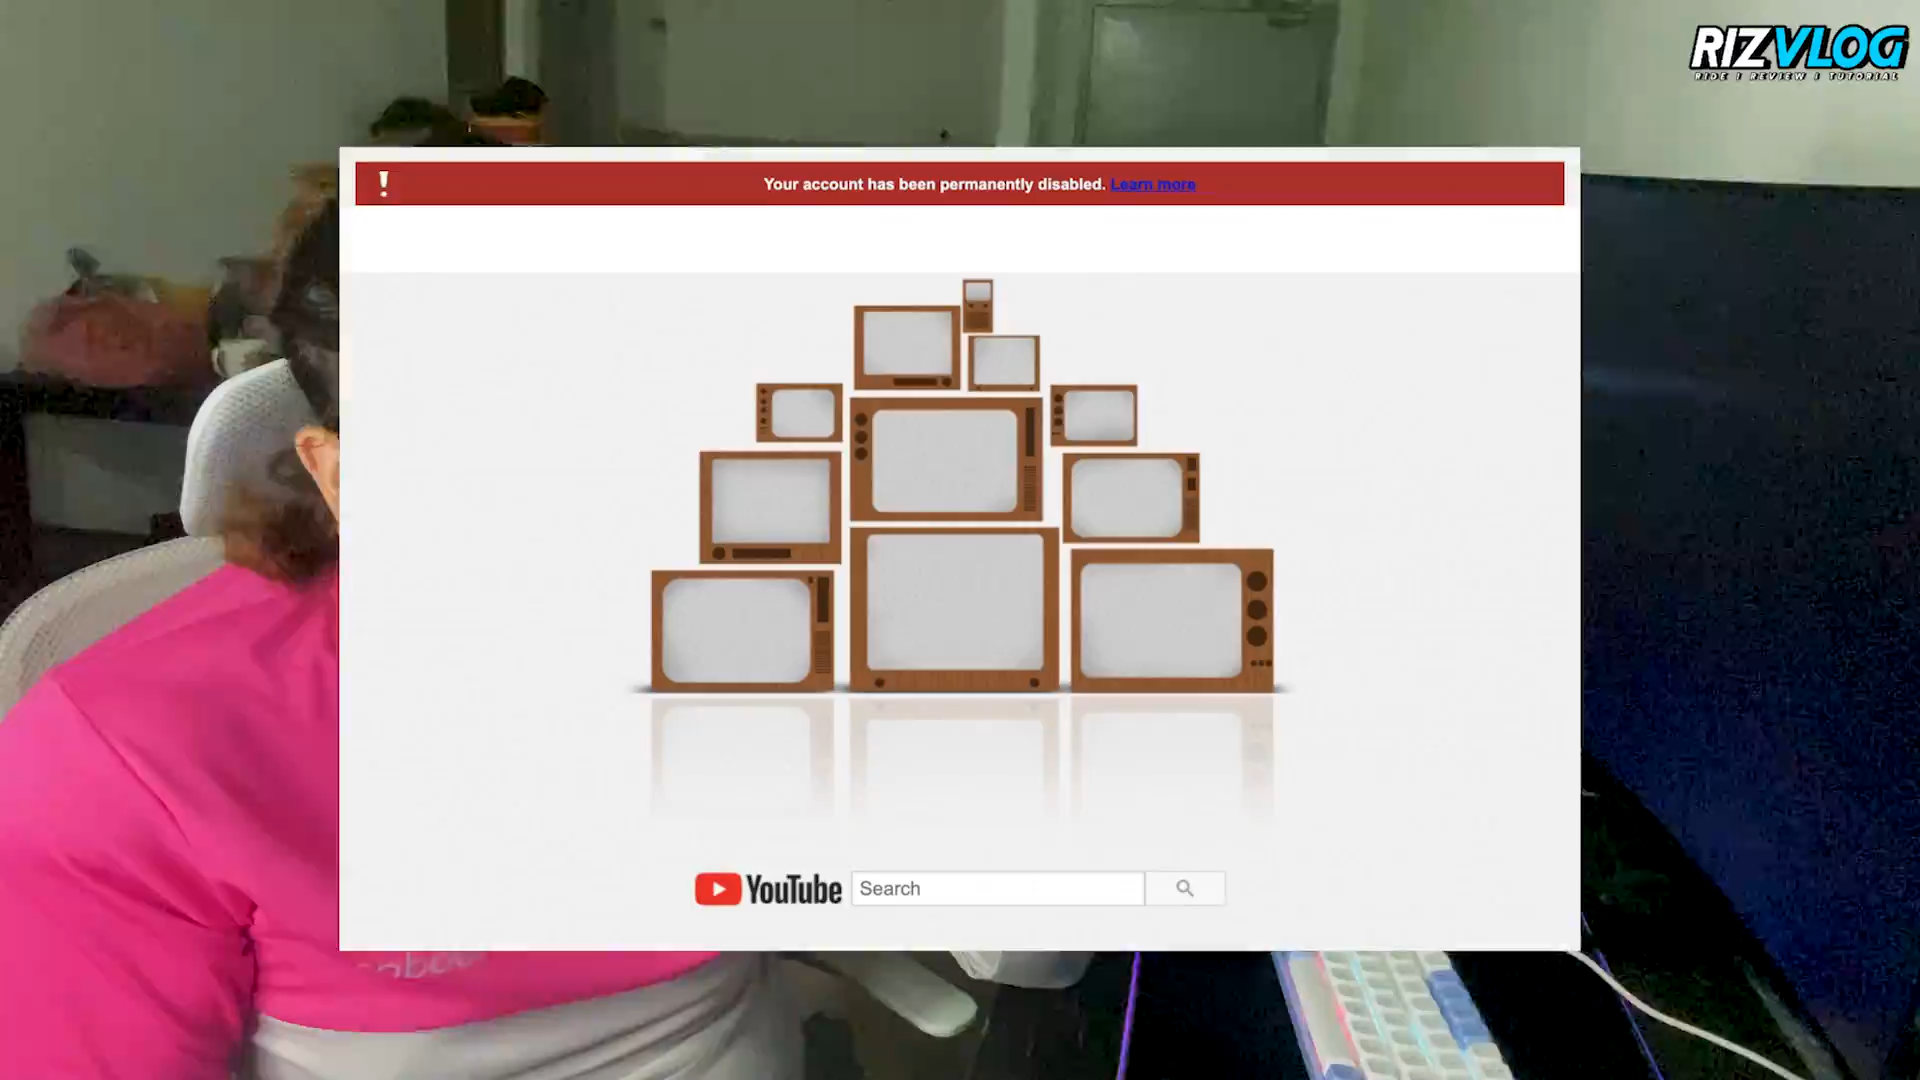 RIZVLOG
RIDE | REVIEW | TUTORIAL
! Your account has been permanently disabled. Learn more
YouTube Search